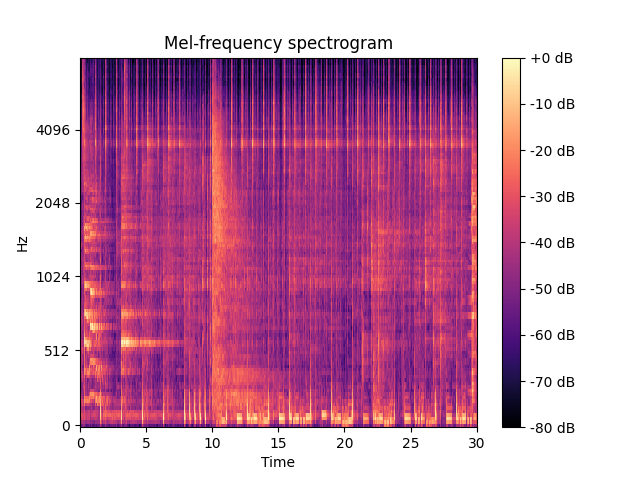 Mel-frequency spectrogram
+0 dB
4096
-10 dB
-20 dB
2048
-30 dB
Hz
-40 dB
1024
-50 dB
-60 dB
512
-70 dB
0
-80 dB
0 5 10 15 20 25 30
Time